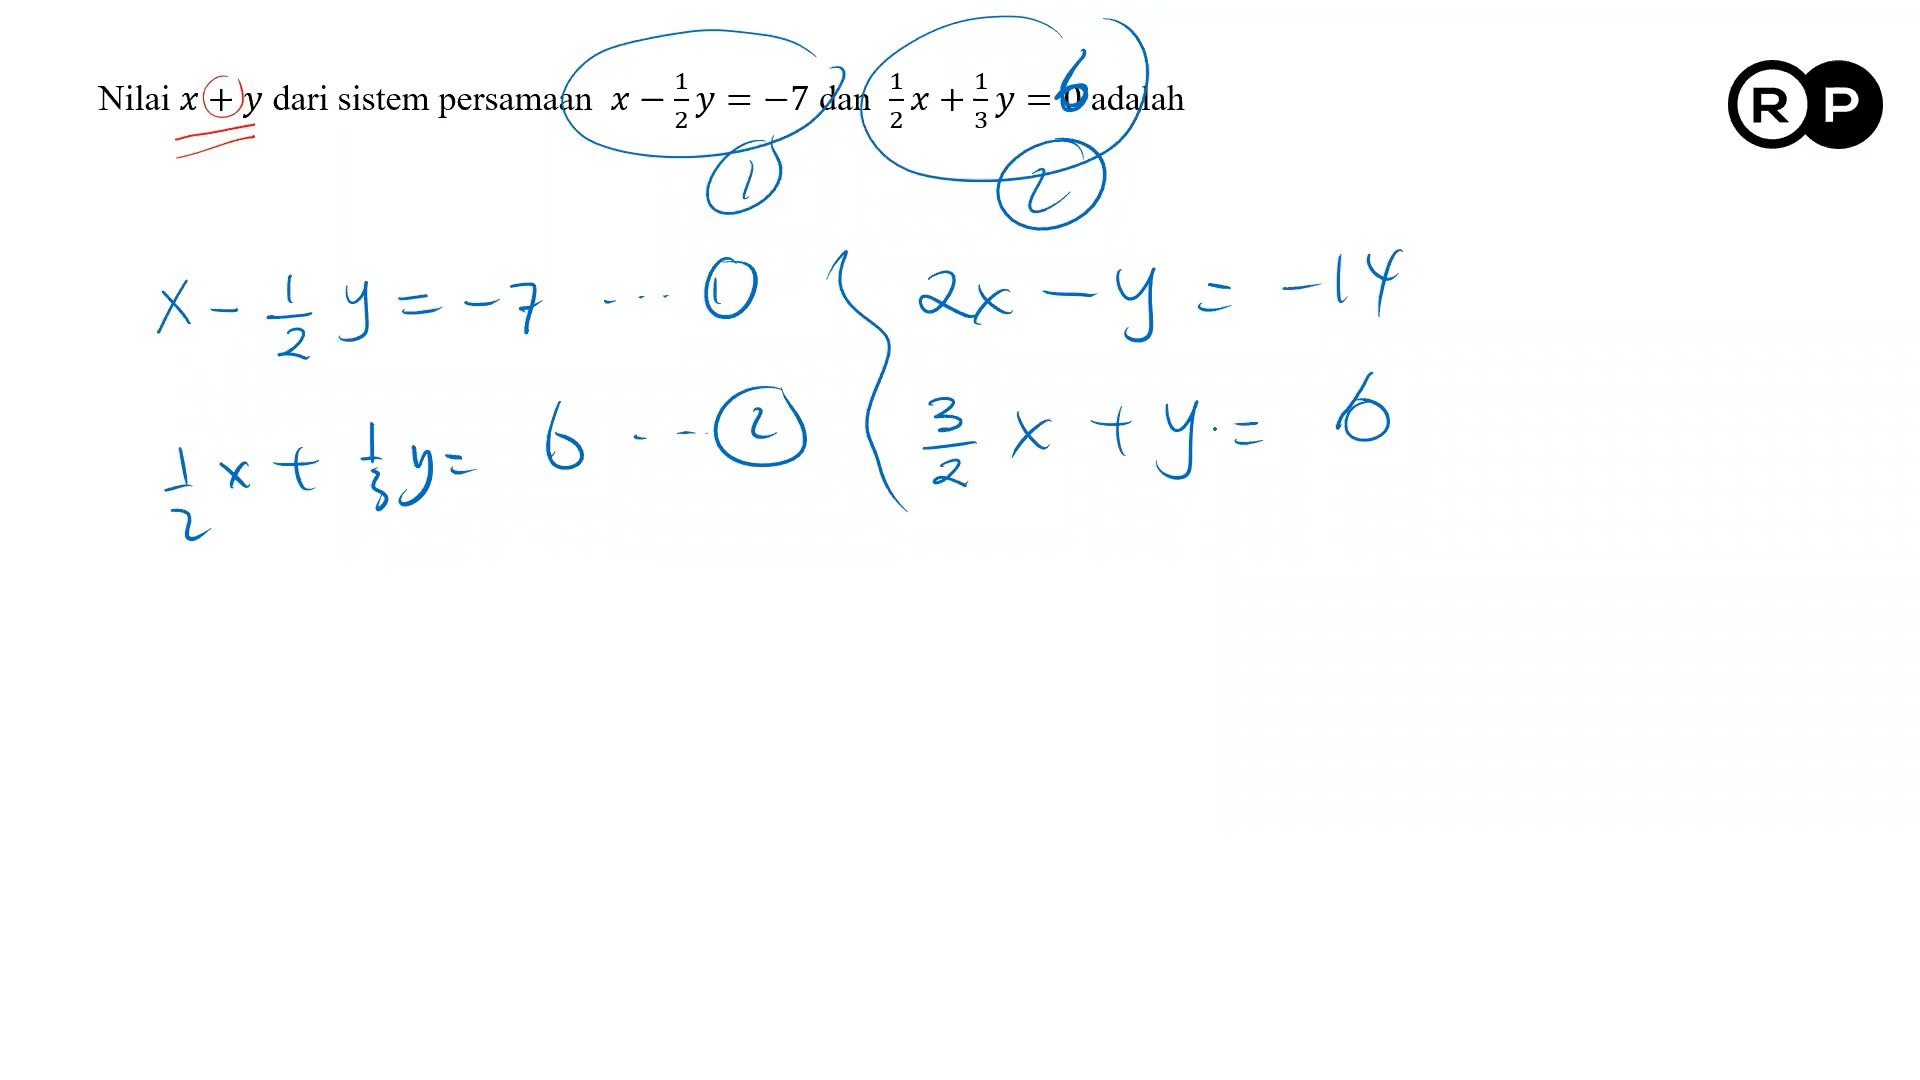 Nilai x + y dari sistem persamaan x − 1/2 y = −7 dan 1/2 x + 1/3 y = 6 adalah
RP
1 2
x − 1/2 y = −7 ... 1
2x − y = −14
1/2 x + 1/3 y = 6 ... 2
3/2 x + y = 6